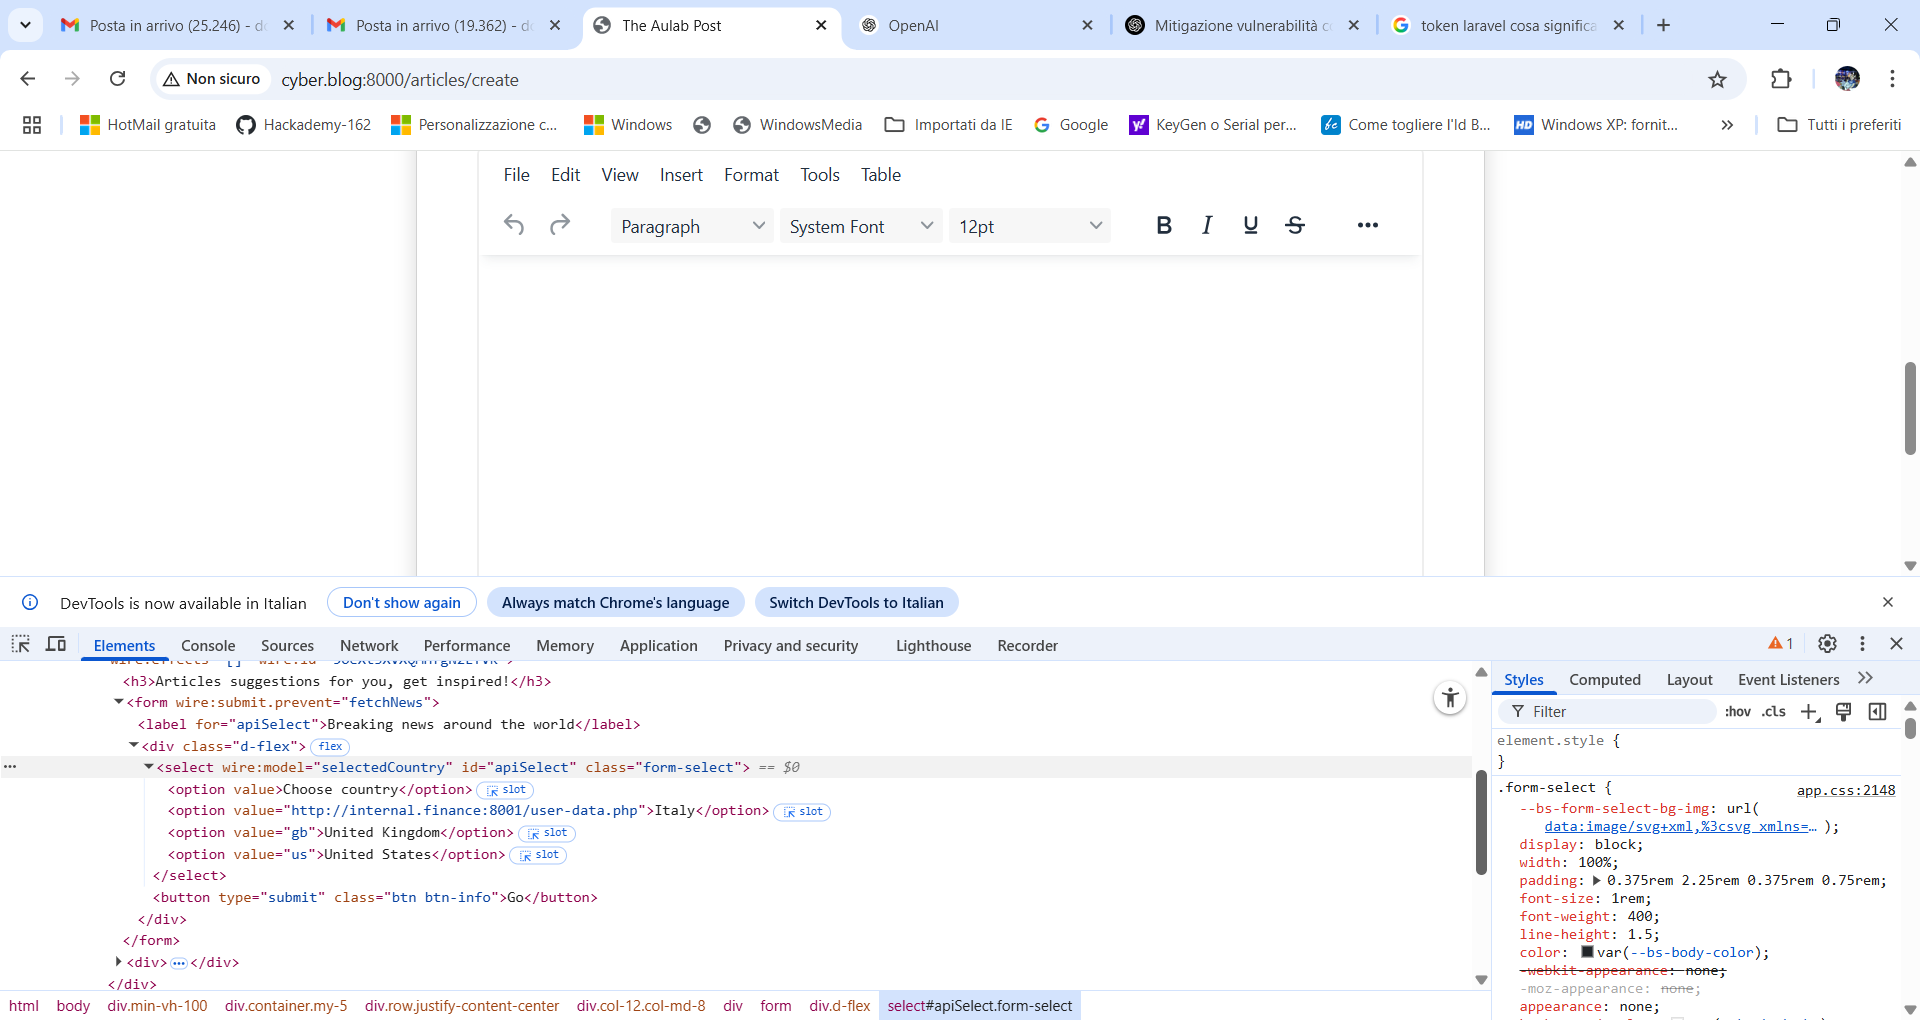 Posta in arrivo (25.246) - do
Posta in arrivo (19.362) - do
The Aulab Post
OpenAI
Mitigazione vulnerabilità co
token laravel cosa significa
Non sicuro
cyber.blog:8000/articles/create
HotMail gratuita
Hackademy-162
Personalizzazione c...
Windows
WindowsMedia
Importati da IE
Google
KeyGen o Serial per...
Come togliere l'Id B...
Windows XP: fornit...
Tutti i preferiti
File Edit View Insert Format Tools Table
Paragraph System Font 12pt B I U S
DevTools is now available in Italian
Don't show again
Always match Chrome's language
Switch DevTools to Italian
Elements Console Sources Network Performance Memory Application Privacy and security Lighthouse Recorder
1
<h3>Articles suggestions for you, get inspired!</h3>
<form wire:submit.prevent="fetchNews">
<label for="apiSelect">Breaking news around the world</label>
<div class="d-flex"> flex
<select wire:model="selectedCountry" id="apiSelect" class="form-select"> == $0
<option value>Choose country</option> slot
<option value="http://internal.finance:8001/user-data.php">Italy</option> slot
<option value="gb">United Kingdom</option> slot
<option value="us">United States</option> slot
</select>
<button type="submit" class="btn btn-info">Go</button>
</div>
</form>
<div> </div>
</div>
html body div.min-vh-100 div.container.my-5 div.row.justify-content-center div.col-12.col-md-8 div form div.d-flex select#apiSelect.form-select
Styles Computed Layout Event Listeners
Filter :hov .cls
element.style {
}
.form-select { app.css:2148
--bs-form-select-bg-img: url(
data:image/svg+xml,%3csvg xmlns=… );
display: block;
width: 100%;
padding: 0.375rem 2.25rem 0.375rem 0.75rem;
font-size: 1rem;
font-weight: 400;
line-height: 1.5;
color: var(--bs-body-color);
-webkit-appearance: none;
-moz-appearance: none;
appearance: none;